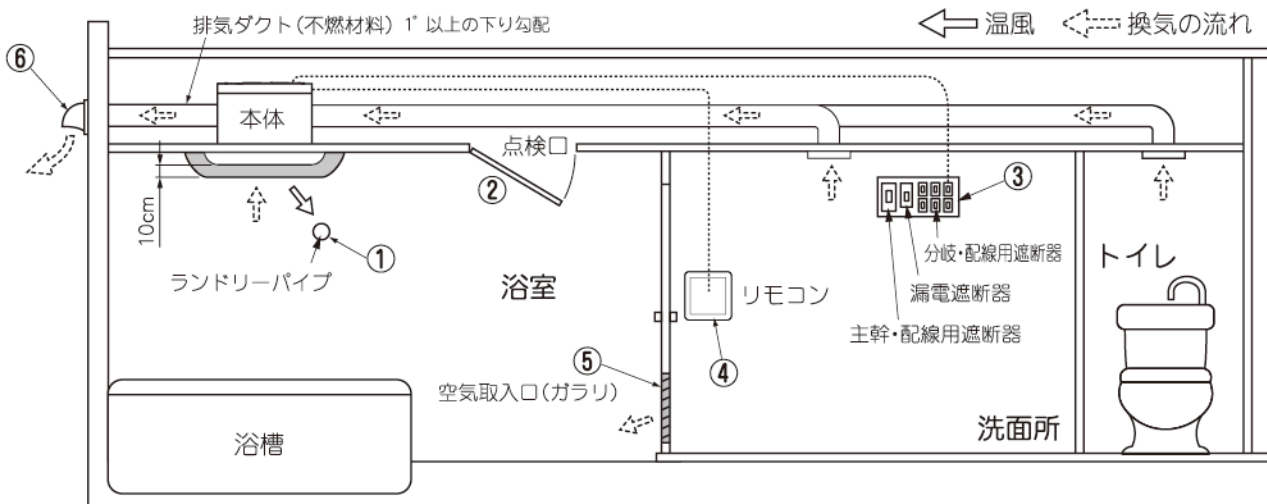 排気ダクト(不燃材料) 1° 以上の下り勾配
温風
換気の流れ
⑥
本体
点検口
②
③
10cm
①
ランドリーパイプ
浴室
リモコン
分岐・配線用遮断器
漏電遮断器
主幹・配線用遮断器
トイレ
⑤
④
空気取入口(ガラリ)
浴槽
洗面所